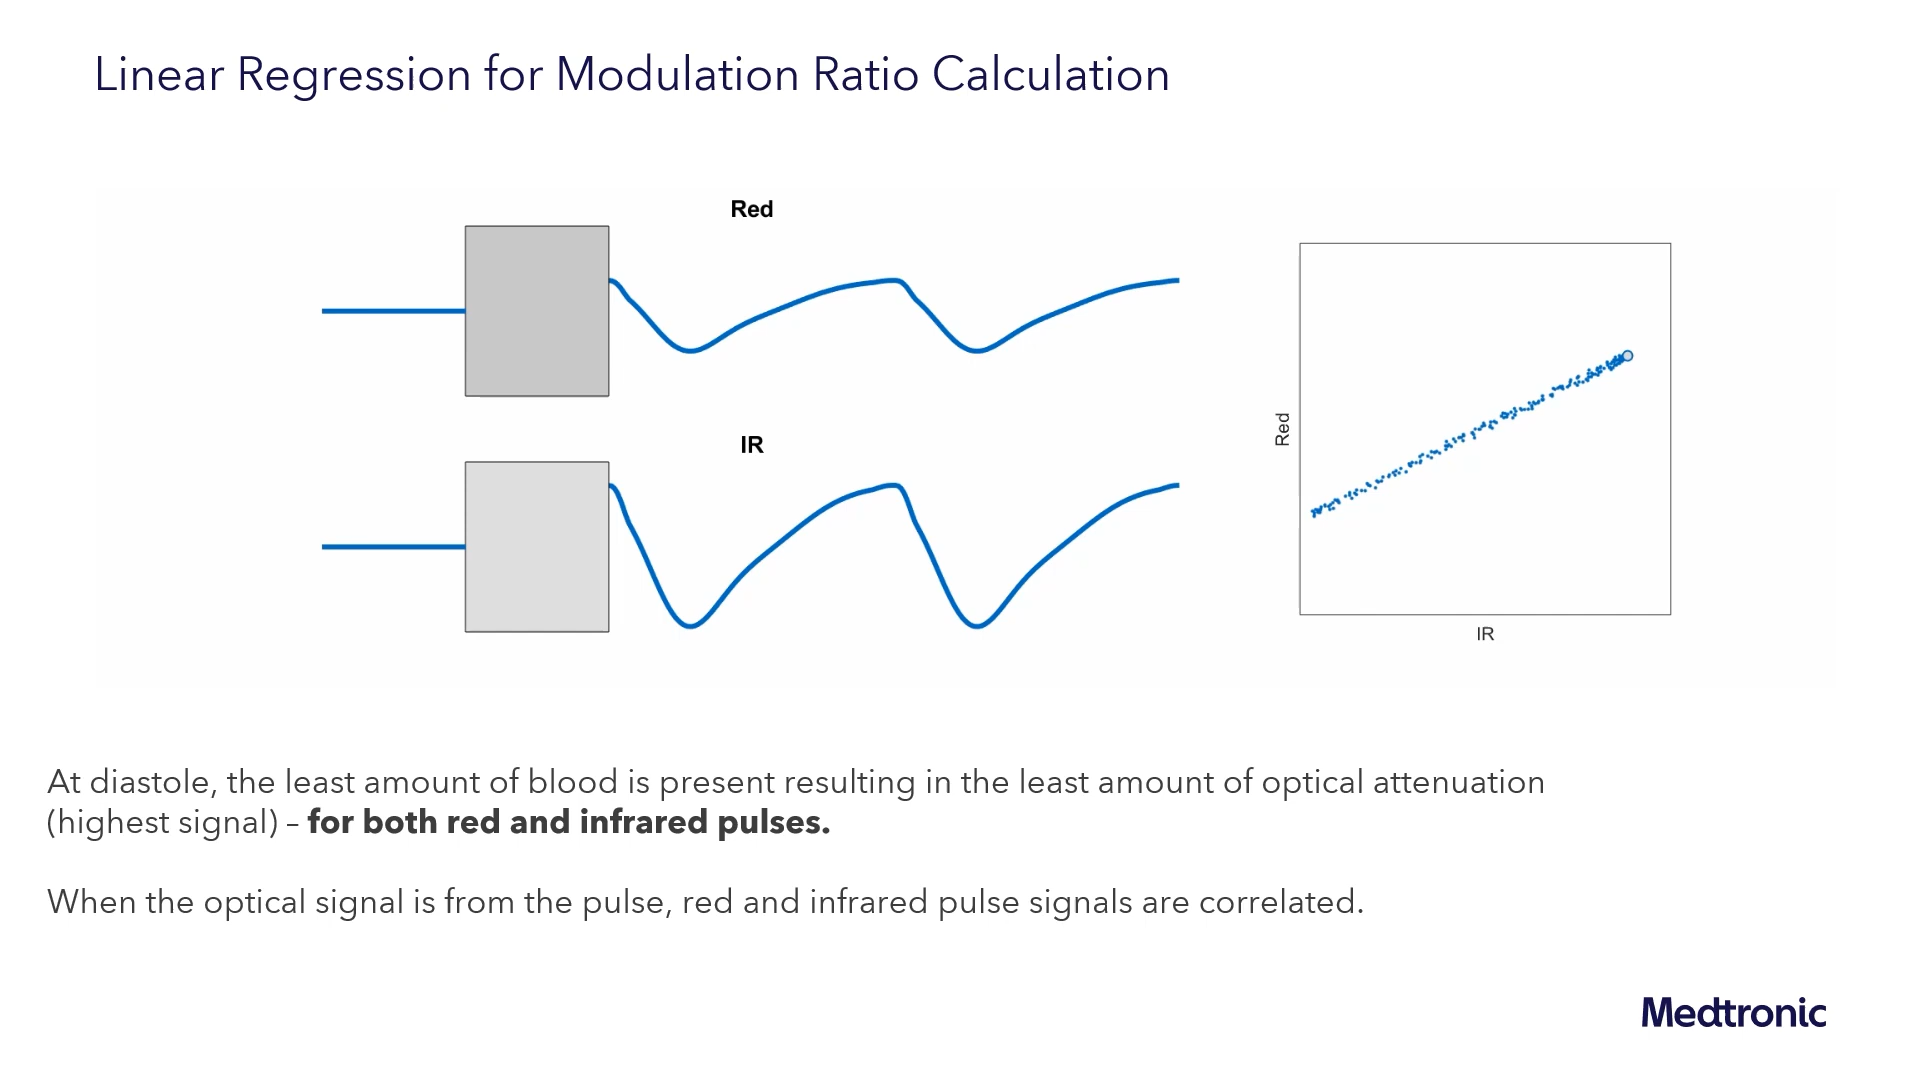 Linear Regression for Modulation Ratio Calculation
Red
IR
Red
IR
At diastole, the least amount of blood is present resulting in the least amount of optical attenuation
(highest signal) – for both red and infrared pulses.
When the optical signal is from the pulse, red and infrared pulse signals are correlated.
Medtronic